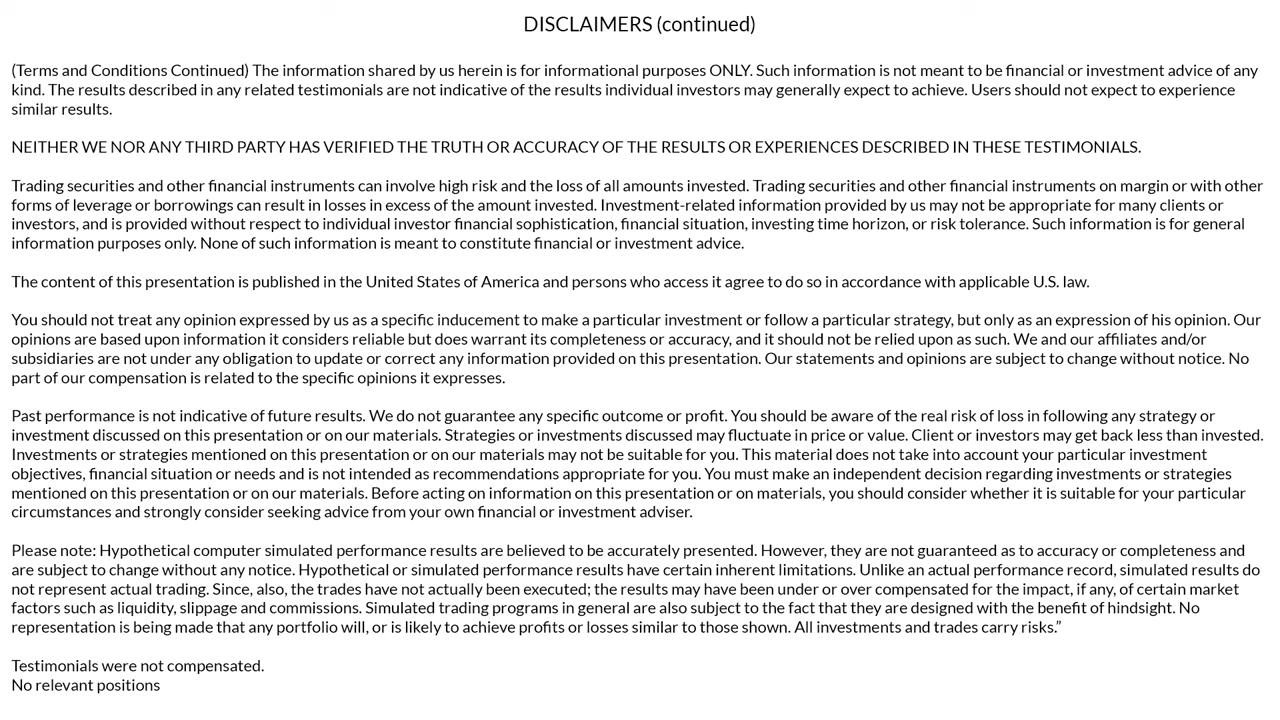 DISCLAIMERS (continued)
(Terms and Conditions Continued) The information shared by us herein is for informational purposes ONLY. Such information is not meant to be financial or investment advice of any
kind. The results described in any related testimonials are not indicative of the results individual investors may generally expect to achieve. Users should not expect to experience
similar results.
NEITHER WE NOR ANY THIRD PARTY HAS VERIFIED THE TRUTH OR ACCURACY OF THE RESULTS OR EXPERIENCES DESCRIBED IN THESE TESTIMONIALS.
Trading securities and other financial instruments can involve high risk and the loss of all amounts invested. Trading securities and other financial instruments on margin or with other
forms of leverage or borrowings can result in losses in excess of the amount invested. Investment-related information provided by us may not be appropriate for many clients or
investors, and is provided without respect to individual investor financial sophistication, financial situation, investing time horizon, or risk tolerance. Such information is for general
information purposes only. None of such information is meant to constitute financial or investment advice.
The content of this presentation is published in the United States of America and persons who access it agree to do so in accordance with applicable U.S. law.
You should not treat any opinion expressed by us as a specific inducement to make a particular investment or follow a particular strategy, but only as an expression of his opinion. Our
opinions are based upon information it considers reliable but does warrant its completeness or accuracy, and it should not be relied upon as such. We and our affiliates and/or
subsidiaries are not under any obligation to update or correct any information provided on this presentation. Our statements and opinions are subject to change without notice. No
part of our compensation is related to the specific opinions it expresses.
Past performance is not indicative of future results. We do not guarantee any specific outcome or profit. You should be aware of the real risk of loss in following any strategy or
investment discussed on this presentation or on our materials. Strategies or investments discussed may fluctuate in price or value. Client or investors may get back less than invested.
Investments or strategies mentioned on this presentation or on our materials may not be suitable for you. This material does not take into account your particular investment
objectives, financial situation or needs and is not intended as recommendations appropriate for you. You must make an independent decision regarding investments or strategies
mentioned on this presentation or on our materials. Before acting on information on this presentation or on materials, you should consider whether it is suitable for your particular
circumstances and strongly consider seeking advice from your own financial or investment adviser.
Please note: Hypothetical computer simulated performance results are believed to be accurately presented. However, they are not guaranteed as to accuracy or completeness and
are subject to change without any notice. Hypothetical or simulated performance results have certain inherent limitations. Unlike an actual performance record, simulated results do
not represent actual trading. Since, also, the trades have not actually been executed; the results may have been under or over compensated for the impact, if any, of certain market
factors such as liquidity, slippage and commissions. Simulated trading programs in general are also subject to the fact that they are designed with the benefit of hindsight. No
representation is being made that any portfolio will, or is likely to achieve profits or losses similar to those shown. All investments and trades carry risks.”
Testimonials were not compensated.
No relevant positions